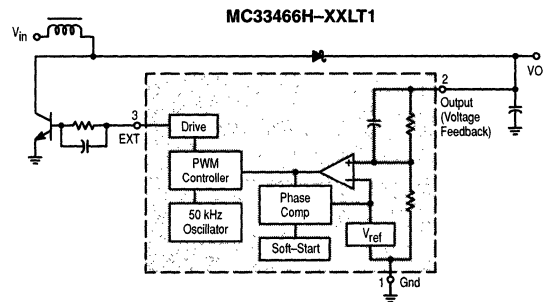 MC33466H–XXLT1
Vin
VO
2
Output
(Voltage
Feedback)
3
EXT
Drive
PWM
Controller
50 kHz
Oscillator
+
–
Phase
Comp
Soft–Start
Vref
1
Gnd